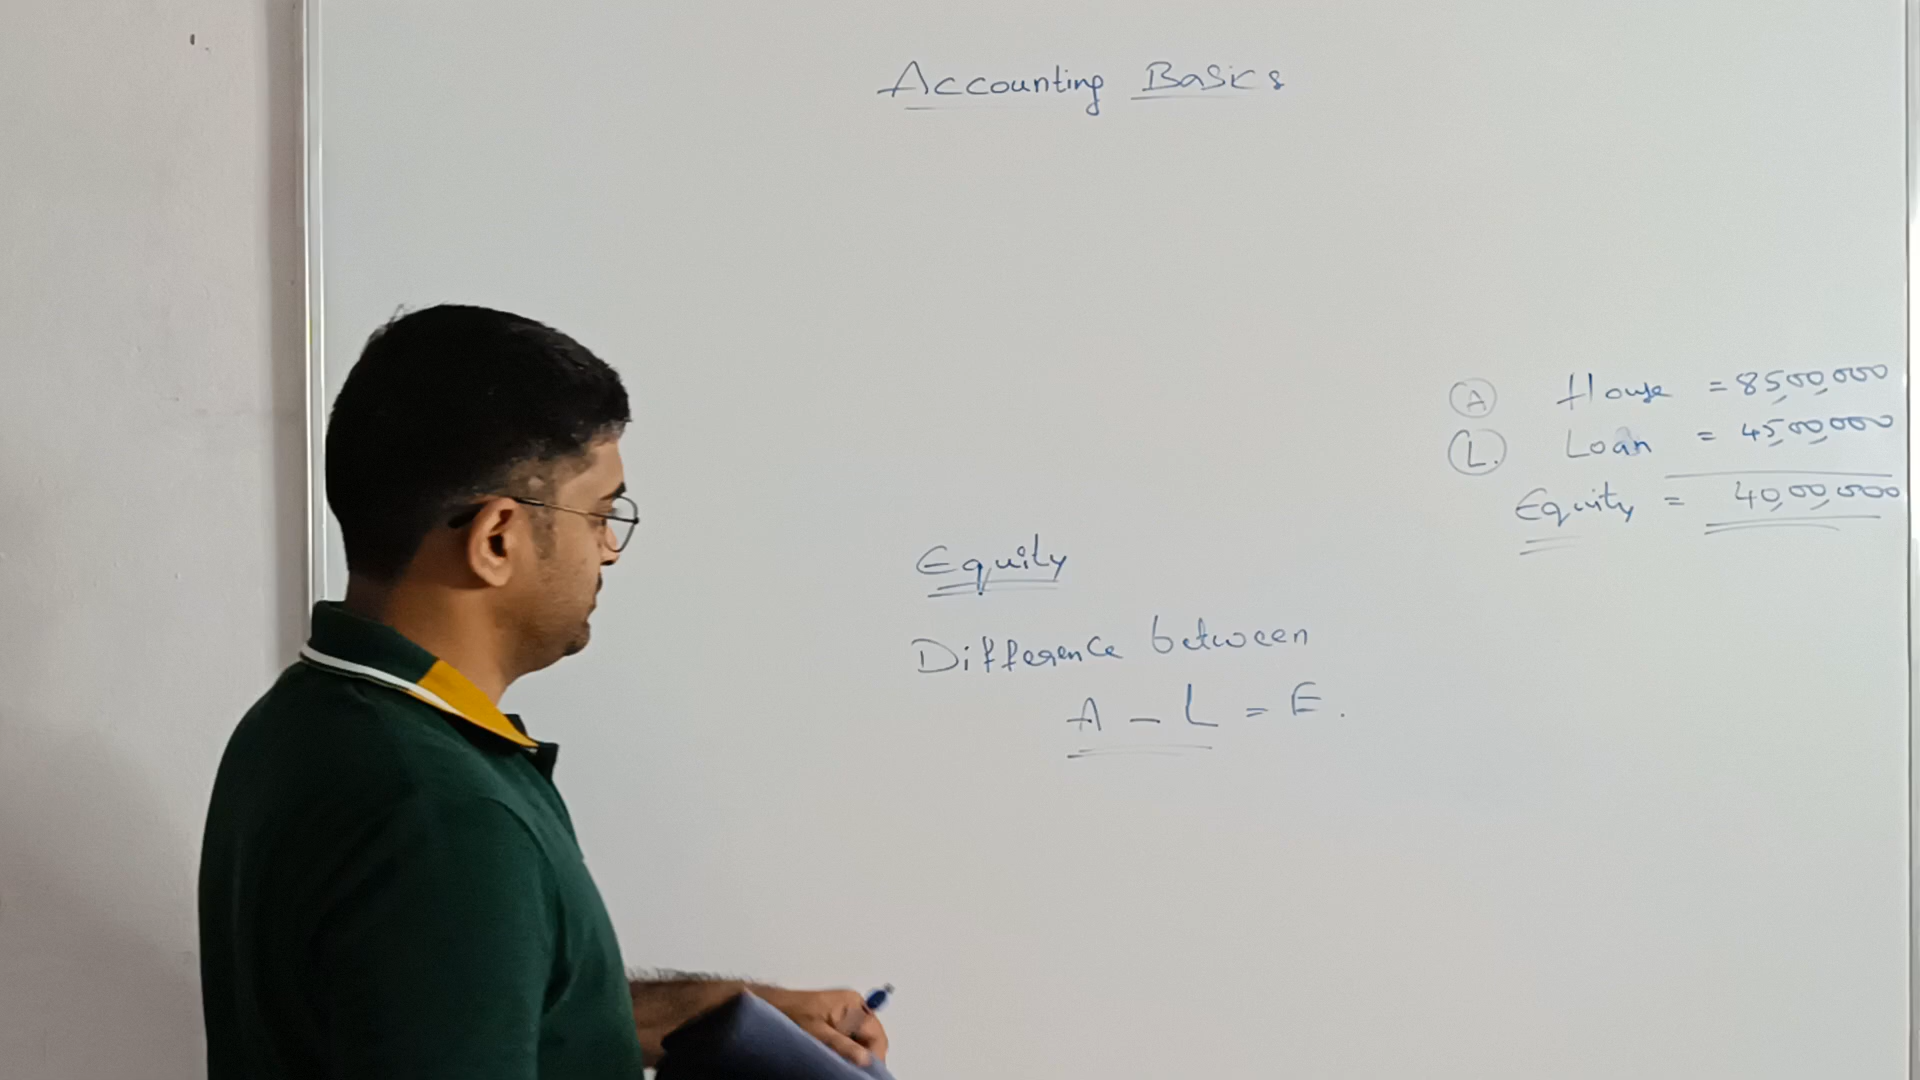 Accounting Basics
A House = 85,00,000
L. Loan = 45,00,000
Equity = 40,00,000
Equity
Difference between
A - L = E.